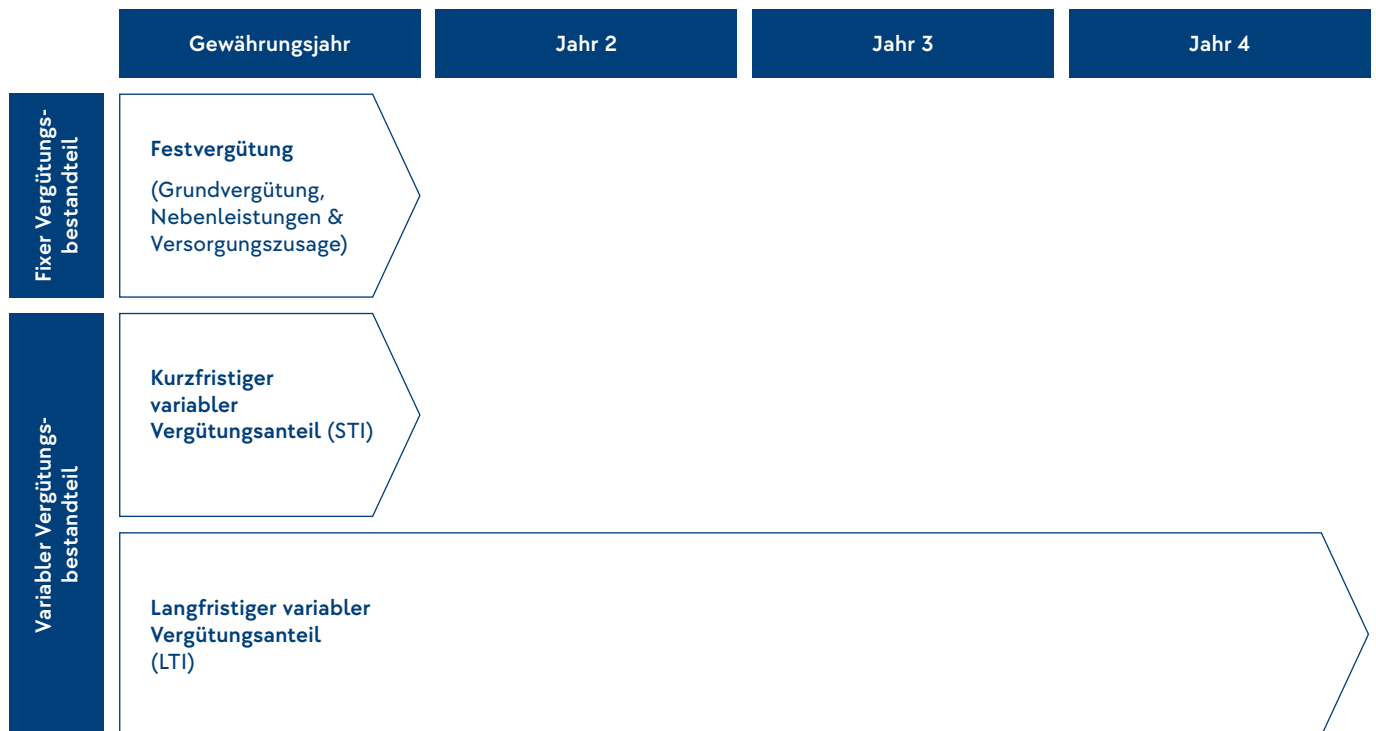 Gewährungsjahr
Jahr 2
Jahr 3
Jahr 4
Fixer Vergütungs-
bestandteil
Festvergütung
(Grundvergütung,
Nebenleistungen &
Versorgungszusage)
Variabler Vergütungs-
bestandteil
Kurzfristiger
variabler
Vergütungsanteil (STI)
Langfristiger variabler
Vergütungsanteil
(LTI)